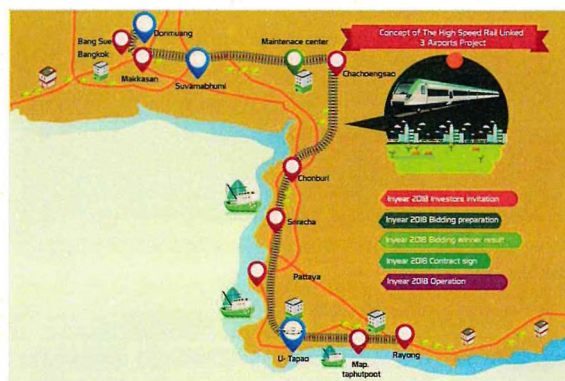 Concept of The High Speed Rail Linked
3 Airports Project
Donmuang
Bang Sue
Bangkok
Makkasan
Suvarnabhumi
Maintenace center
Chachoengsao
Chonburi
Sriracha
Pattaya
U- Tapao
Map.
taphutpoot
Rayong
Inyear 2018 Investors invitation
Inyear 2018 Bidding preparation
Inyear 2018 Bidding winner result
Inyear 2018 Contract sign
Inyear 2018 Operation